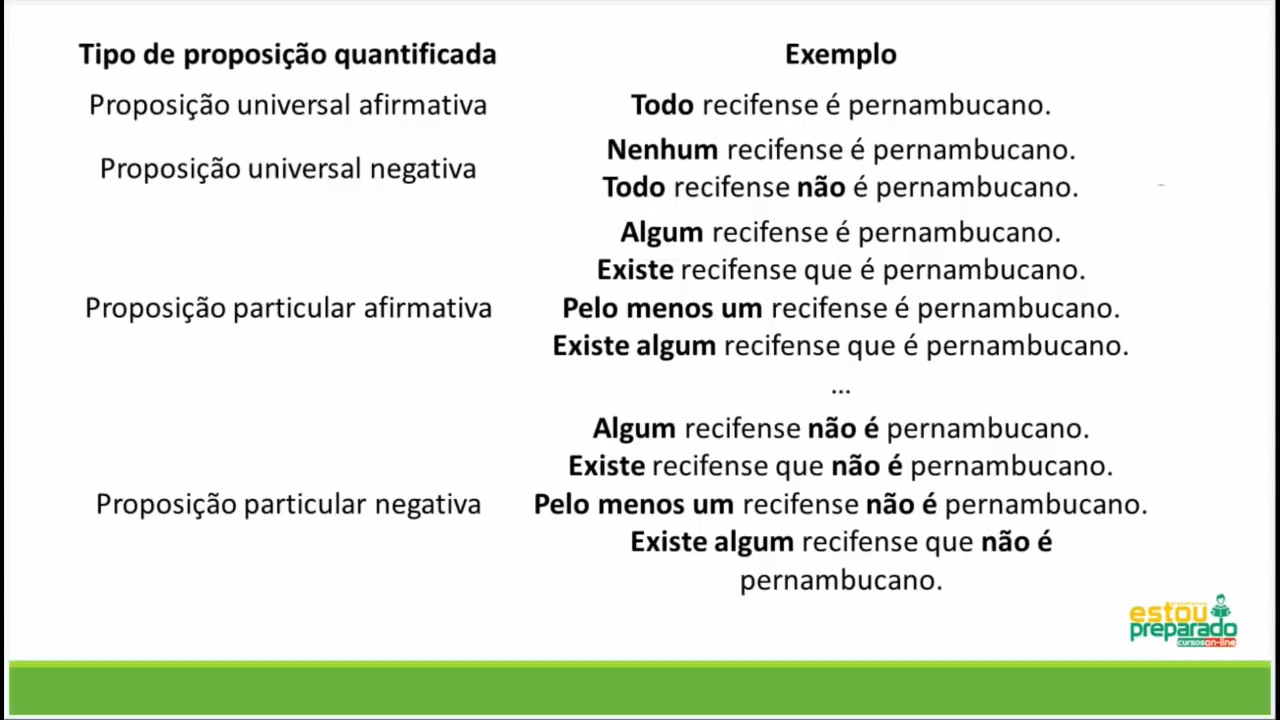 Tipo de proposição quantificada
Exemplo
Proposição universal afirmativa
Todo recifense é pernambucano.
Proposição universal negativa
Nenhum recifense é pernambucano.
Todo recifense não é pernambucano.
Proposição particular afirmativa
Algum recifense é pernambucano.
Existe recifense que é pernambucano.
Pelo menos um recifense é pernambucano.
Existe algum recifense que é pernambucano.
...
Proposição particular negativa
Algum recifense não é pernambucano.
Existe recifense que não é pernambucano.
Pelo menos um recifense não é pernambucano.
Existe algum recifense que não é
pernambucano.
plataforma
estou
preparado
cursos on-line